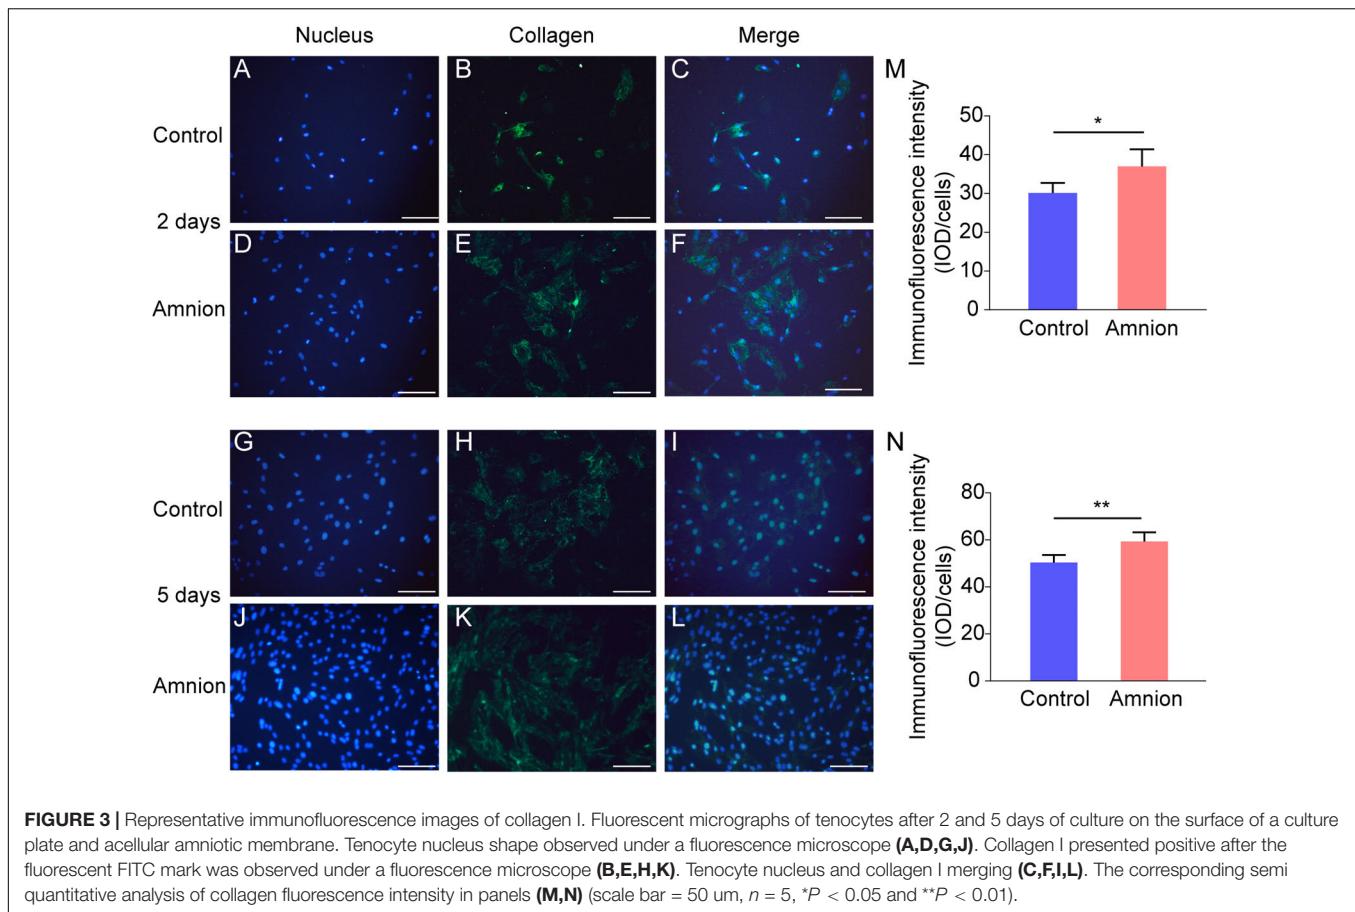 Nucleus Collagen Merge
A B C M
Control
2 days
D E F
Amnion
Immunofluorescence intensity
(IOD/cells)
50
40
30
20
10
0
*
Control Amnion
G H I N
Control
5 days
J K L
Amnion
Immunofluorescence intensity
(IOD/cells)
80
60
40
20
0
**
Control Amnion
FIGURE 3 | Representative immunofluorescence images of collagen I. Fluorescent micrographs of tenocytes after 2 and 5 days of culture on the surface of a culture
plate and acellular amniotic membrane. Tenocyte nucleus shape observed under a fluorescence microscope (A,D,G,J). Collagen I presented positive after the
fluorescent FITC mark was observed under a fluorescence microscope (B,E,H,K). Tenocyte nucleus and collagen I merging (C,F,I,L). The corresponding semi
quantitative analysis of collagen fluorescence intensity in panels (M,N) (scale bar = 50 um, n = 5, *P < 0.05 and **P < 0.01).